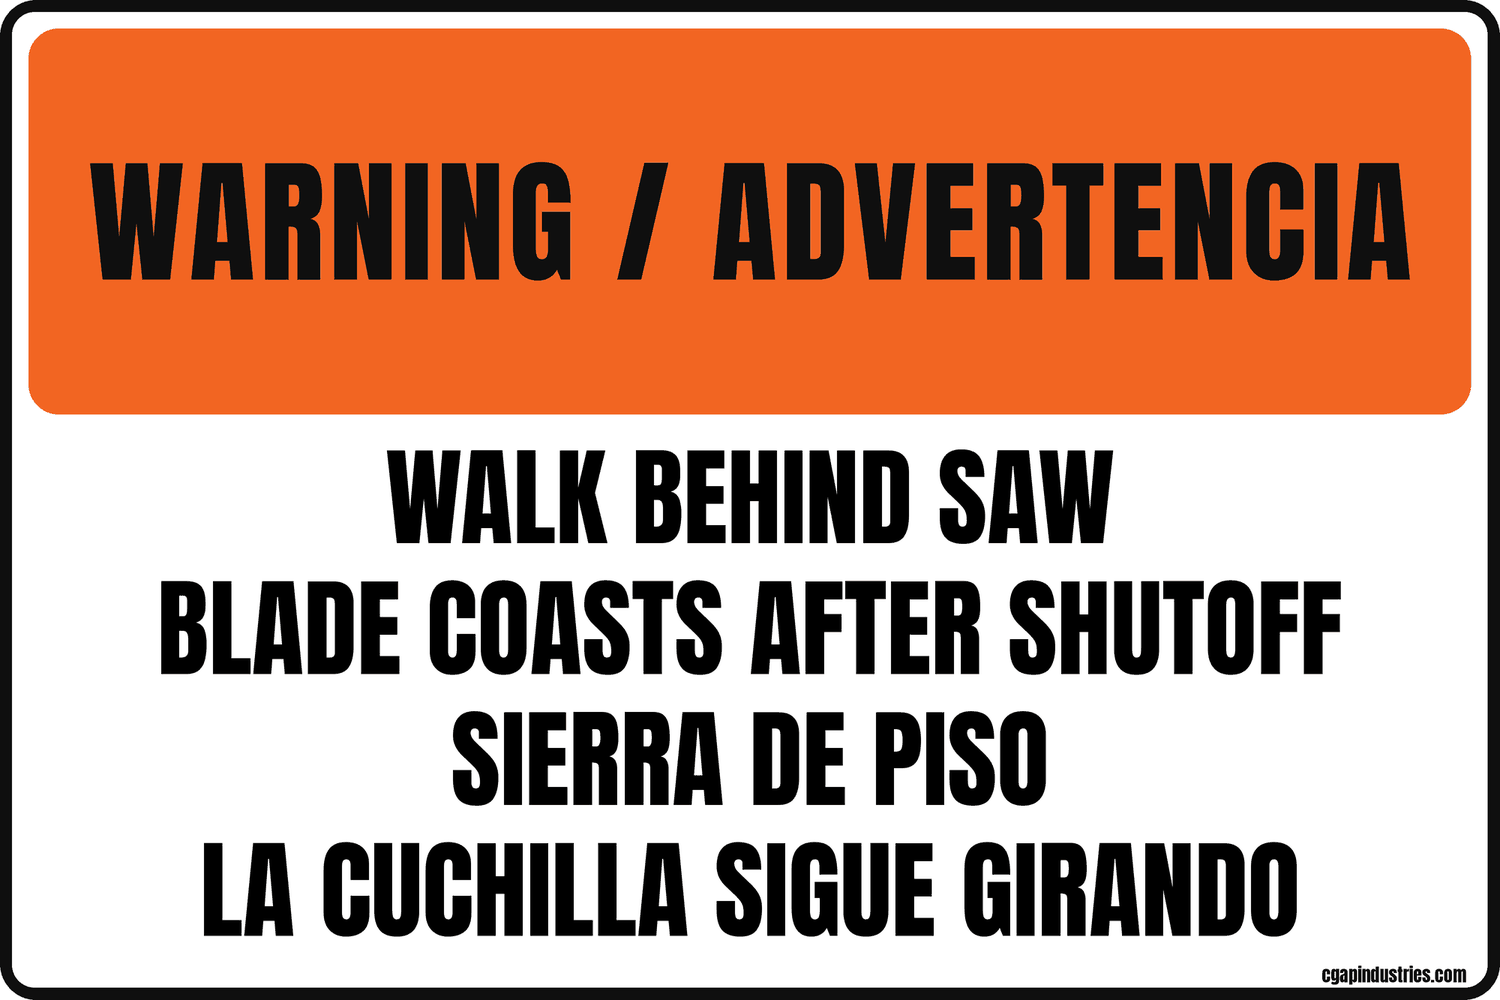 WARNING / ADVERTENCIA
WALK BEHIND SAW
BLADE COASTS AFTER SHUTOFF
SIERRA DE PISO
LA CUCHILLA SIGUE GIRANDO
cgapindustries.com